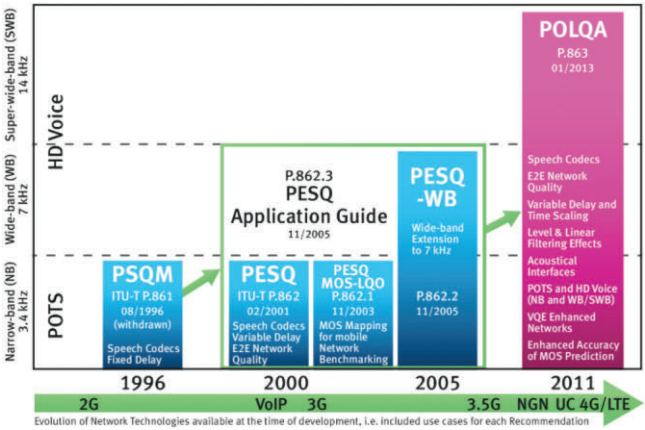 Super-wide-band (SWB)
14 kHz
Wide-band (WB)
7 kHz
Narrow-band (NB)
3.4 kHz
HD Voice
POTS
PSQM
ITU-T P.861
08/1996
(withdrawn)
Speech Codecs
Fixed Delay
P.862.3
PESQ
Application Guide
11/2005
PESQ
ITU-T P.862
02/2001
Speech Codecs
Variable Delay
E2E Network
Quality
PESQ
MOS-LQO
P.862.1
11/2003
MOS Mapping
for mobile
Network
Benchmarking
PESQ
-WB
Wide-band
Extension
to 7 kHz
P.862.2
11/2005
POLQA
P.863
01/2013
Speech Codecs
E2E Network
Quality
Variable Delay and
Time Scaling
Level & Linear
Filtering Effects
Acoustical
Interfaces
POTS and HD Voice
(NB and WB/SWB)
VQE Enhanced
Networks
Enhanced Accuracy
of MOS Prediction
1996 2000 2005 2011
2G VoIP 3G 3.5G NGN UC 4G/LTE
Evolution of Network Technologies available at the time of development, i.e. included use cases for each Recommendation